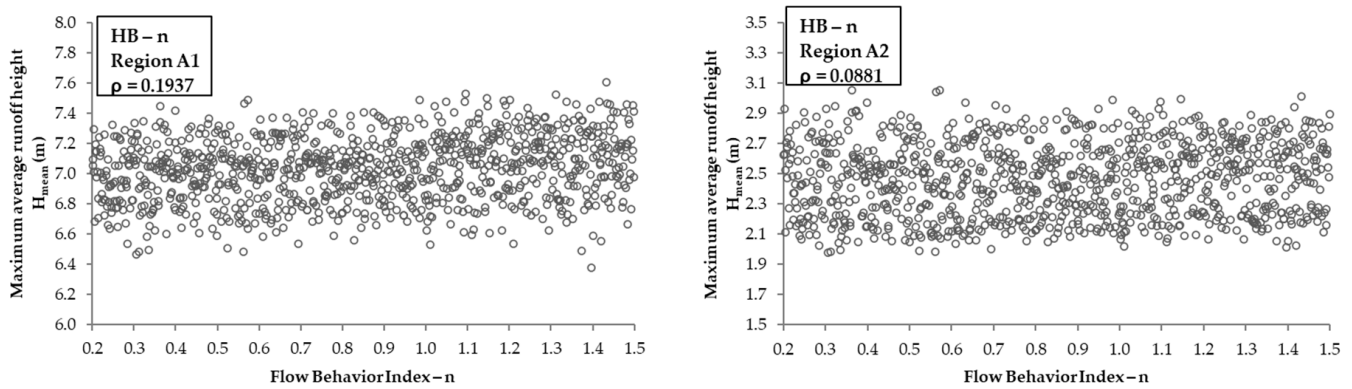 HB – n
Region A1
ρ = 0.1937
Maximum average runoff height
Hmean (m)
8.0
7.8
7.6
7.4
7.2
7.0
6.8
6.6
6.4
6.2
6.0
0.2 0.3 0.4 0.5 0.6 0.7 0.8 0.9 1.0 1.1 1.2 1.3 1.4 1.5
Flow Behavior Index – n
HB – n
Region A2
ρ = 0.0881
Maximum average runoff height
Hmean (m)
3.5
3.3
3.1
2.9
2.7
2.5
2.3
2.1
1.9
1.7
1.5
0.2 0.3 0.4 0.5 0.6 0.7 0.8 0.9 1.0 1.1 1.2 1.3 1.4 1.5
Flow Behavior Index – n